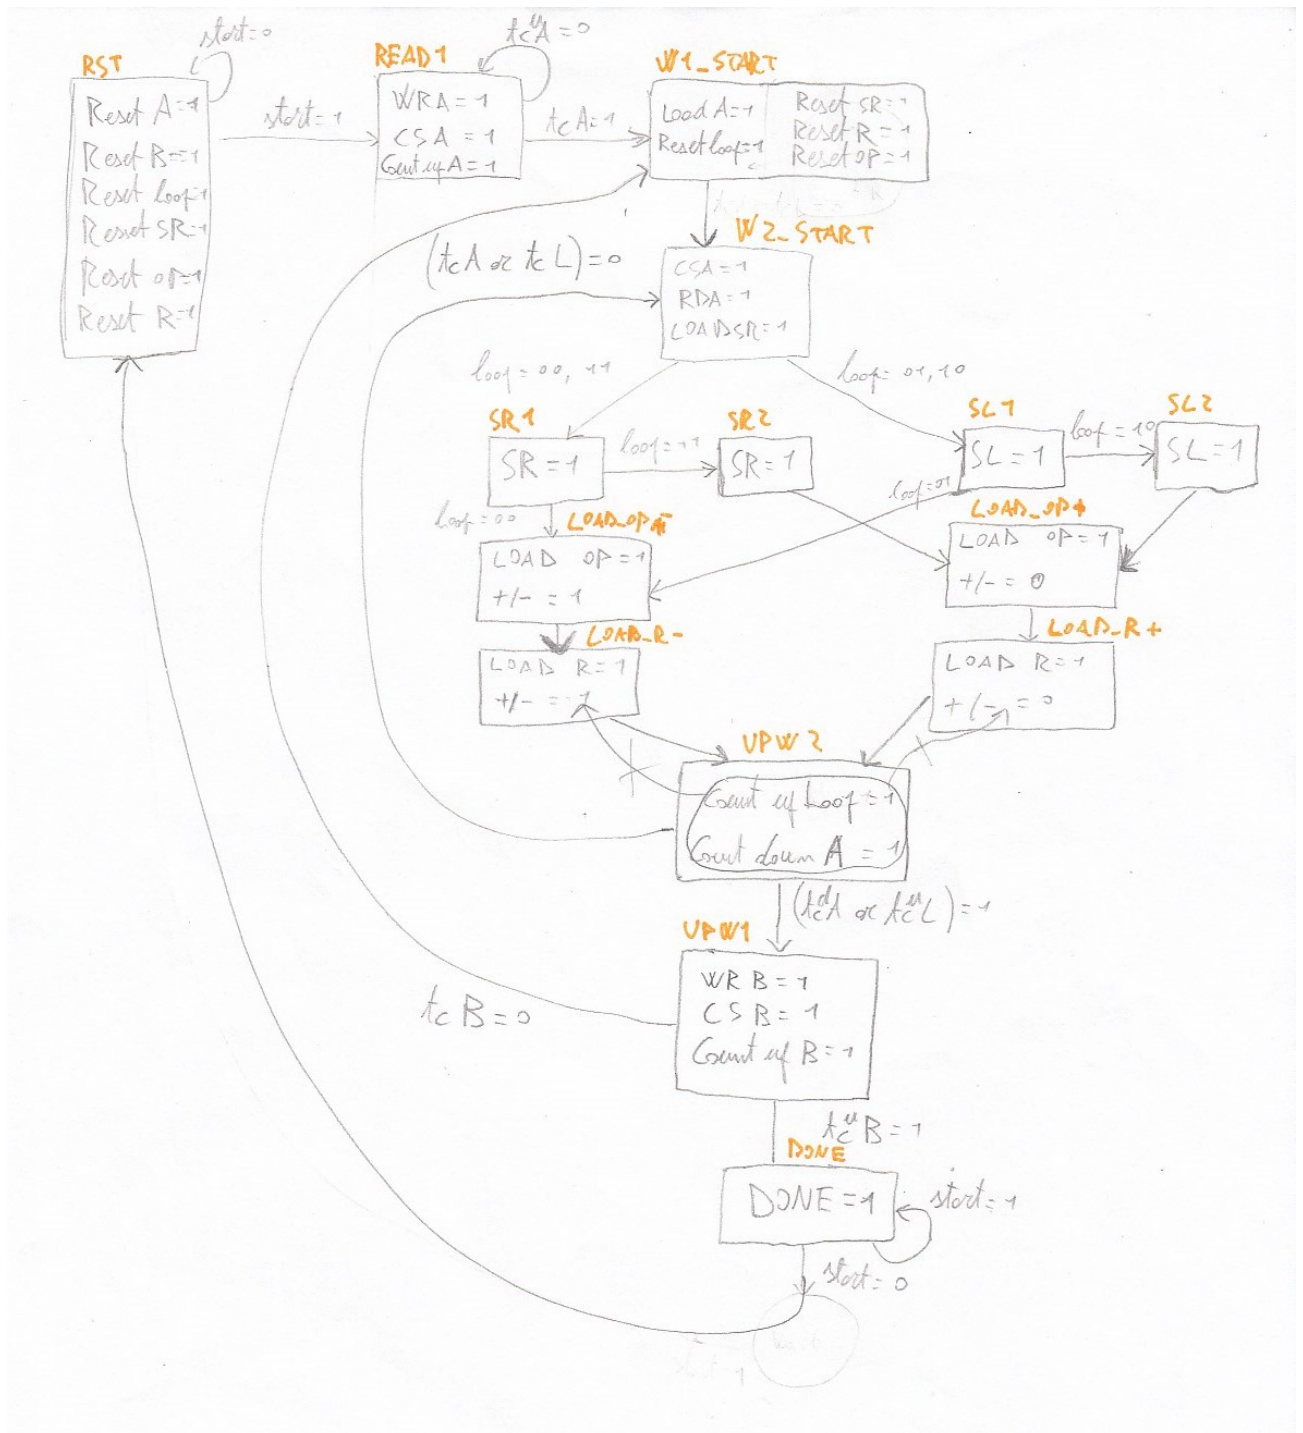 start=0
RST
Reset A=1
Reset B=1
Reset loop=1
Resset SR=1
Reset OP=1
Reset R=1
start=1
tcᵘA=0
READ1
WRA=1
CSA=1
Count up A=1
tcA=1
W1_START
Load A=1
Reset loop=1
Reset SR=1
Reset R=1
Reset OP=1
(tcA or tcL)=0
W2_START
CSA=1
RDA=1
LOADSR=1
loop=00, 11
loop=01,10
SR1
SR=1
loop=11
SR2
SR=1
SL1
SL=1
loop=10
SL2
SL=1
loop=01
loop=00
LOAD_OP-
LOAD OP=1
+/- = 1
LOAD_OP+
LOAD OP=1
+/- = 0
LOAD_R-
LOAD R=1
+/- = 1
LOAD_R+
LOAD R=1
+/- = 0
UPW2
Count up Loop=1
Count down A = 1
(tcᵈA or tcᵘL)=1
UPW1
WR B=1
CS B=1
Count up B=1
tcB=0
tcᵘB=1
DONE
DONE=1
start=1
start=0